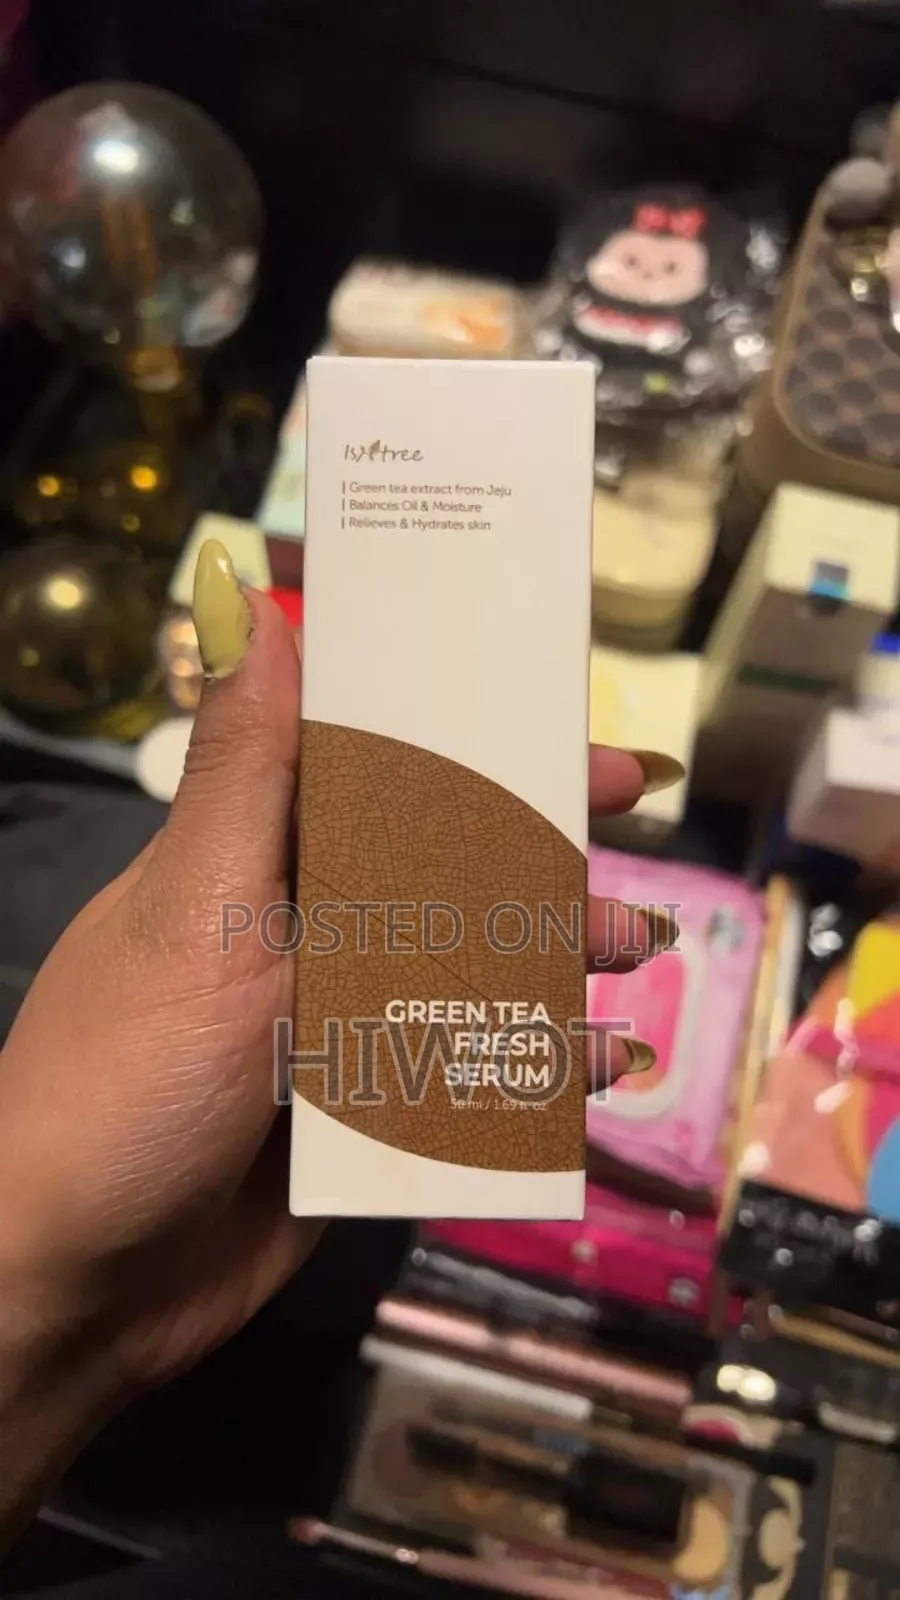 Isntree
Green tea extract from Jeju
Balances Oil & Moisture
Relieves & Hydrates skin
POSTED ON JIJI
GREEN TEA
FRESH
HIWOT
SERUM
50 ml / 1.69 fl. oz.